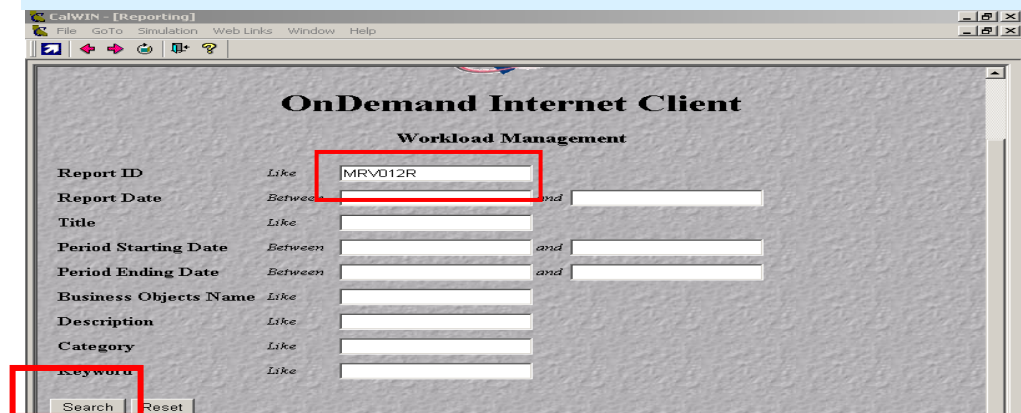 CalWIN - [Reporting]
File GoTo Simulation Web Links Window Help
OnDemand Internet Client
Workload Management
Report ID Like MRV012R
Report Date Between and
Title Like
Period Starting Date Between and
Period Ending Date Between and
Business Objects Name Like
Description Like
Category Like
Keyword Like
Search Reset